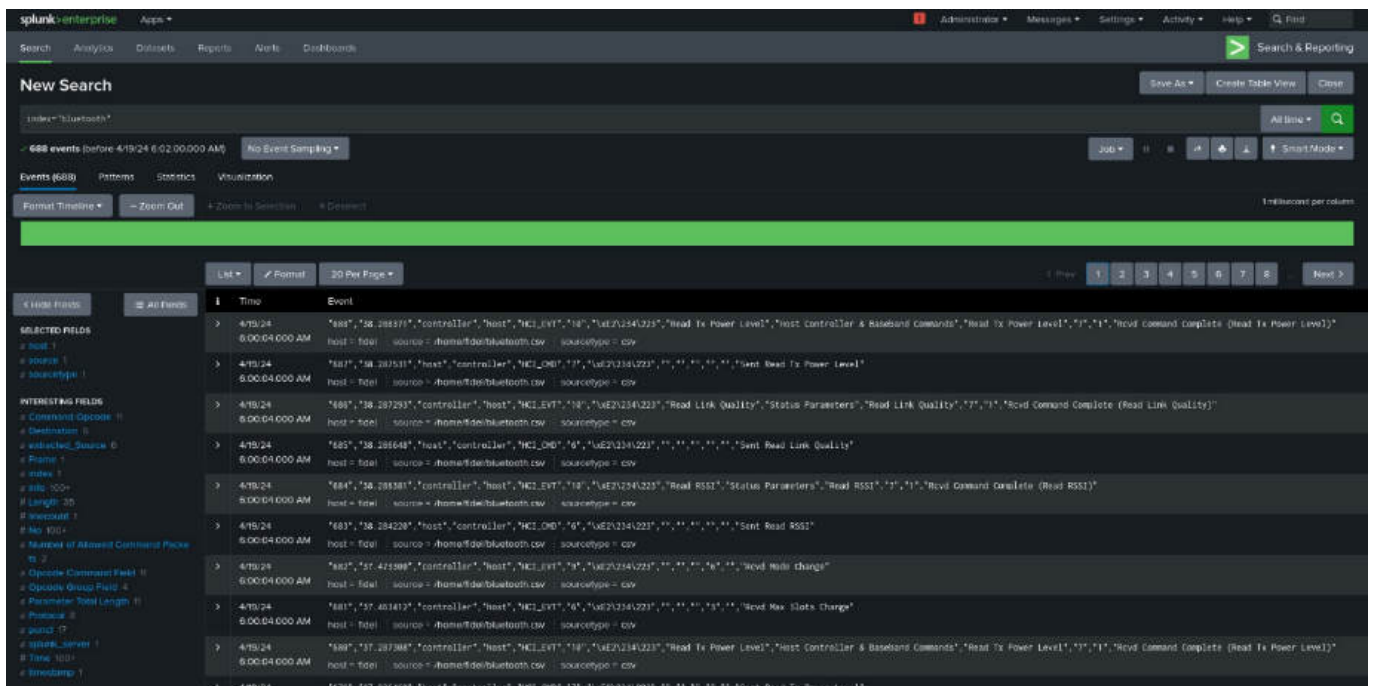 splunk>enterprise Apps
Administrator Messages Settings Activity Help Find
Search Analytics Datasets Reports Alerts Dashboards
Search & Reporting
New Search
Save As Create Table View Close
index="bluetooth"
All time
688 events (before 4/19/24 6:02:00.000 AM) No Event Sampling
Job Smart Mode
Events (688) Patterns Statistics Visualization
Format Timeline – Zoom Out + Zoom to Selection × Deselect
1 millisecond per column
List Format 20 Per Page
< Prev 1 2 3 4 5 6 7 8 ... Next >
< Hide Fields All Fields
i Time Event
SELECTED FIELDS
a host 1
a source 1
a sourcetype 1
INTERESTING FIELDS
a Command Opcode 11
a Destination
a extracted_Source
a Frame 1
a index 1
a Info 100+
# Length
# linecount 1
# No 100+
a Number of Allowed Command Packets 2
a Opcode Command Field 11
a Opcode Group Field 4
a Parameter Total Length 11
a Protocol
a punct 17
a splunk_server 1
# Time 100+
a timestamp 1
> 4/19/24
6:00:04.000 AM
"688","38.288371","controller","host","HCI_EVT","10","\xE2\234\223","Read Tx Power Level","Host Controller & Baseband Commands","Read Tx Power Level","7","1","Rcvd Command Complete (Read Tx Power Level)"
host = fidel source = /home/fidel/bluetooth.csv sourcetype = csv
> 4/19/24
6:00:04.000 AM
"687","38.287531","host","controller","HCI_CMD","7","\xE2\234\223","","","","","","Sent Read Tx Power Level"
host = fidel source = /home/fidel/bluetooth.csv sourcetype = csv
> 4/19/24
6:00:04.000 AM
"686","38.287293","controller","host","HCI_EVT","10","\xE2\234\223","Read Link Quality","Status Parameters","Read Link Quality","7","1","Rcvd Command Complete (Read Link Quality)"
host = fidel source = /home/fidel/bluetooth.csv sourcetype = csv
> 4/19/24
6:00:04.000 AM
"685","38.286648","host","controller","HCI_CMD","6","\xE2\234\223","","","","","","Sent Read Link Quality"
host = fidel source = /home/fidel/bluetooth.csv sourcetype = csv
> 4/19/24
6:00:04.000 AM
"684","38.286381","controller","host","HCI_EVT","10","\xE2\234\223","Read RSSI","Status Parameters","Read RSSI","7","1","Rcvd Command Complete (Read RSSI)"
host = fidel source = /home/fidel/bluetooth.csv sourcetype = csv
> 4/19/24
6:00:04.000 AM
"683","38.284220","host","controller","HCI_CMD","6","\xE2\234\223","","","","","","Sent Read RSSI"
host = fidel source = /home/fidel/bluetooth.csv sourcetype = csv
> 4/19/24
6:00:04.000 AM
"682","37.475900","controller","host","HCI_EVT","9","\xE2\234\223","","","","6","","Rcvd Mode Change"
host = fidel source = /home/fidel/bluetooth.csv sourcetype = csv
> 4/19/24
6:00:04.000 AM
"681","37.403413","controller","host","HCI_EVT","6","\xE2\234\223","","","","3","","Rcvd Max Slots Change"
host = fidel source = /home/fidel/bluetooth.csv sourcetype = csv
> 4/19/24
6:00:04.000 AM
"680","37.287308","controller","host","HCI_EVT","10","\xE2\234\223","Read Tx Power Level","Host Controller & Baseband Commands","Read Tx Power Level","7","1","Rcvd Command Complete (Read Tx Power Level)"
host = fidel source = /home/fidel/bluetooth.csv sourcetype = csv